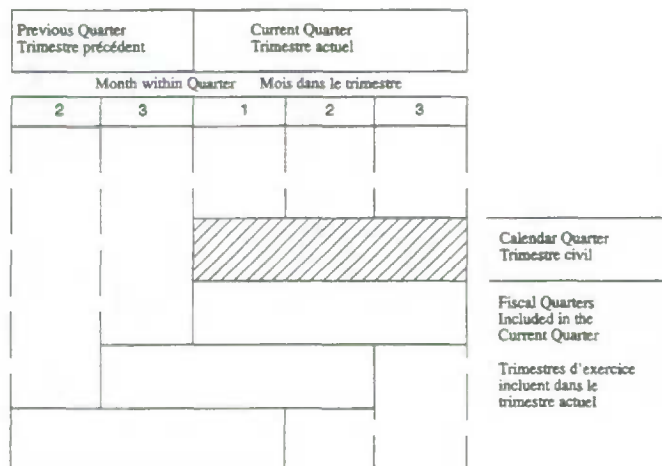 Previous Quarter
Trimestre précédent
Current Quarter
Trimestre actuel
Month within Quarter Mois dans le trimestre
2 3 1 2 3
Calendar Quarter
Trimestre civil
Fiscal Quarters
Included in the
Current Quarter
Trimestres d'exercice
incluent dans le
trimestre actuel